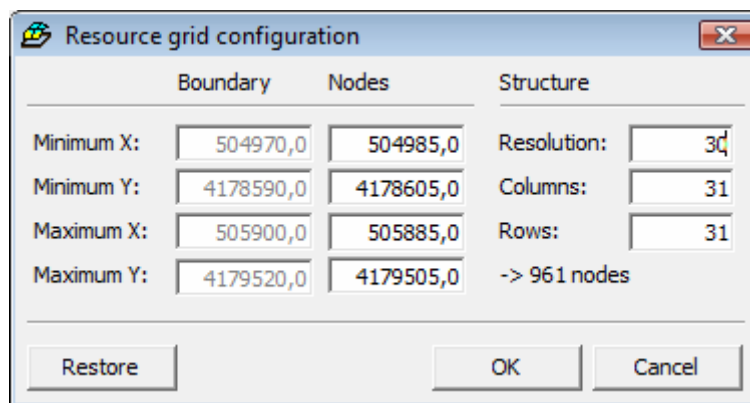 Resource grid configuration
Boundary Nodes Structure
Minimum X: 504970,0 504985,0 Resolution: 30
Minimum Y: 4178590,0 4178605,0 Columns: 31
Maximum X: 505900,0 505885,0 Rows: 31
Maximum Y: 4179520,0 4179505,0 -> 961 nodes
Restore OK Cancel